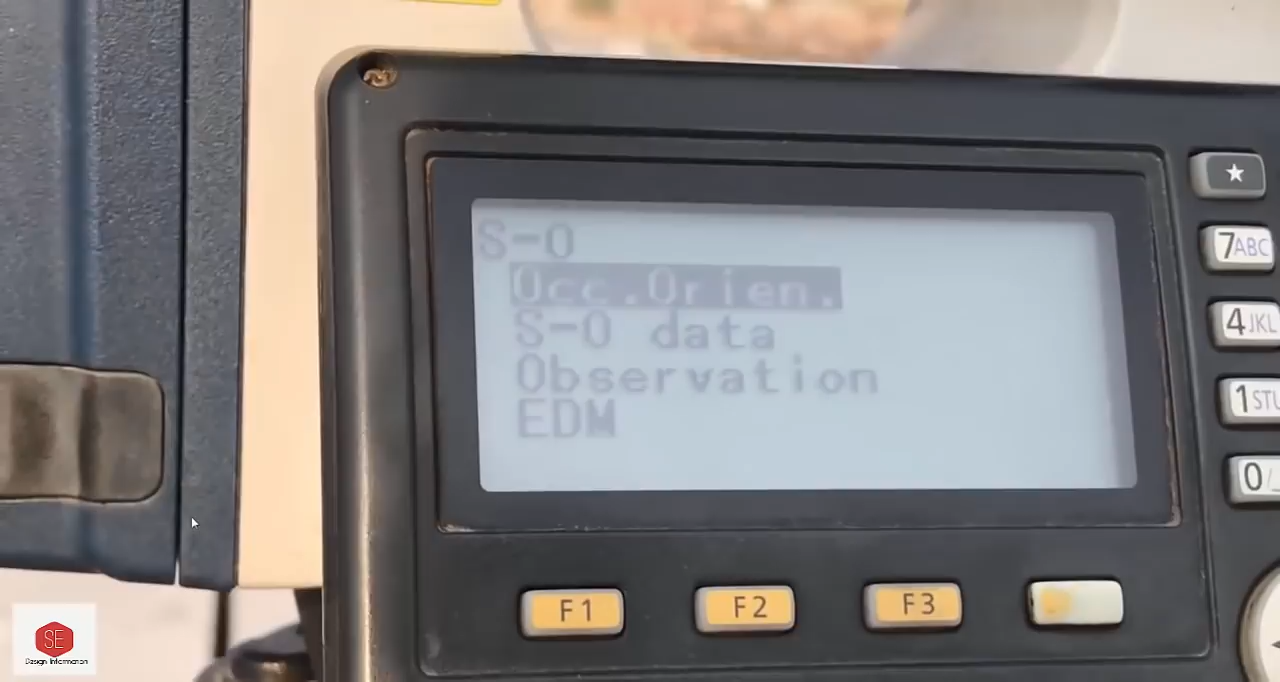 S-O
Occ.Orien.
S-O data
Observation
EDM
★
7ABC
4JKL
1STU
0/
F1
F2
F3
SE
Design Information